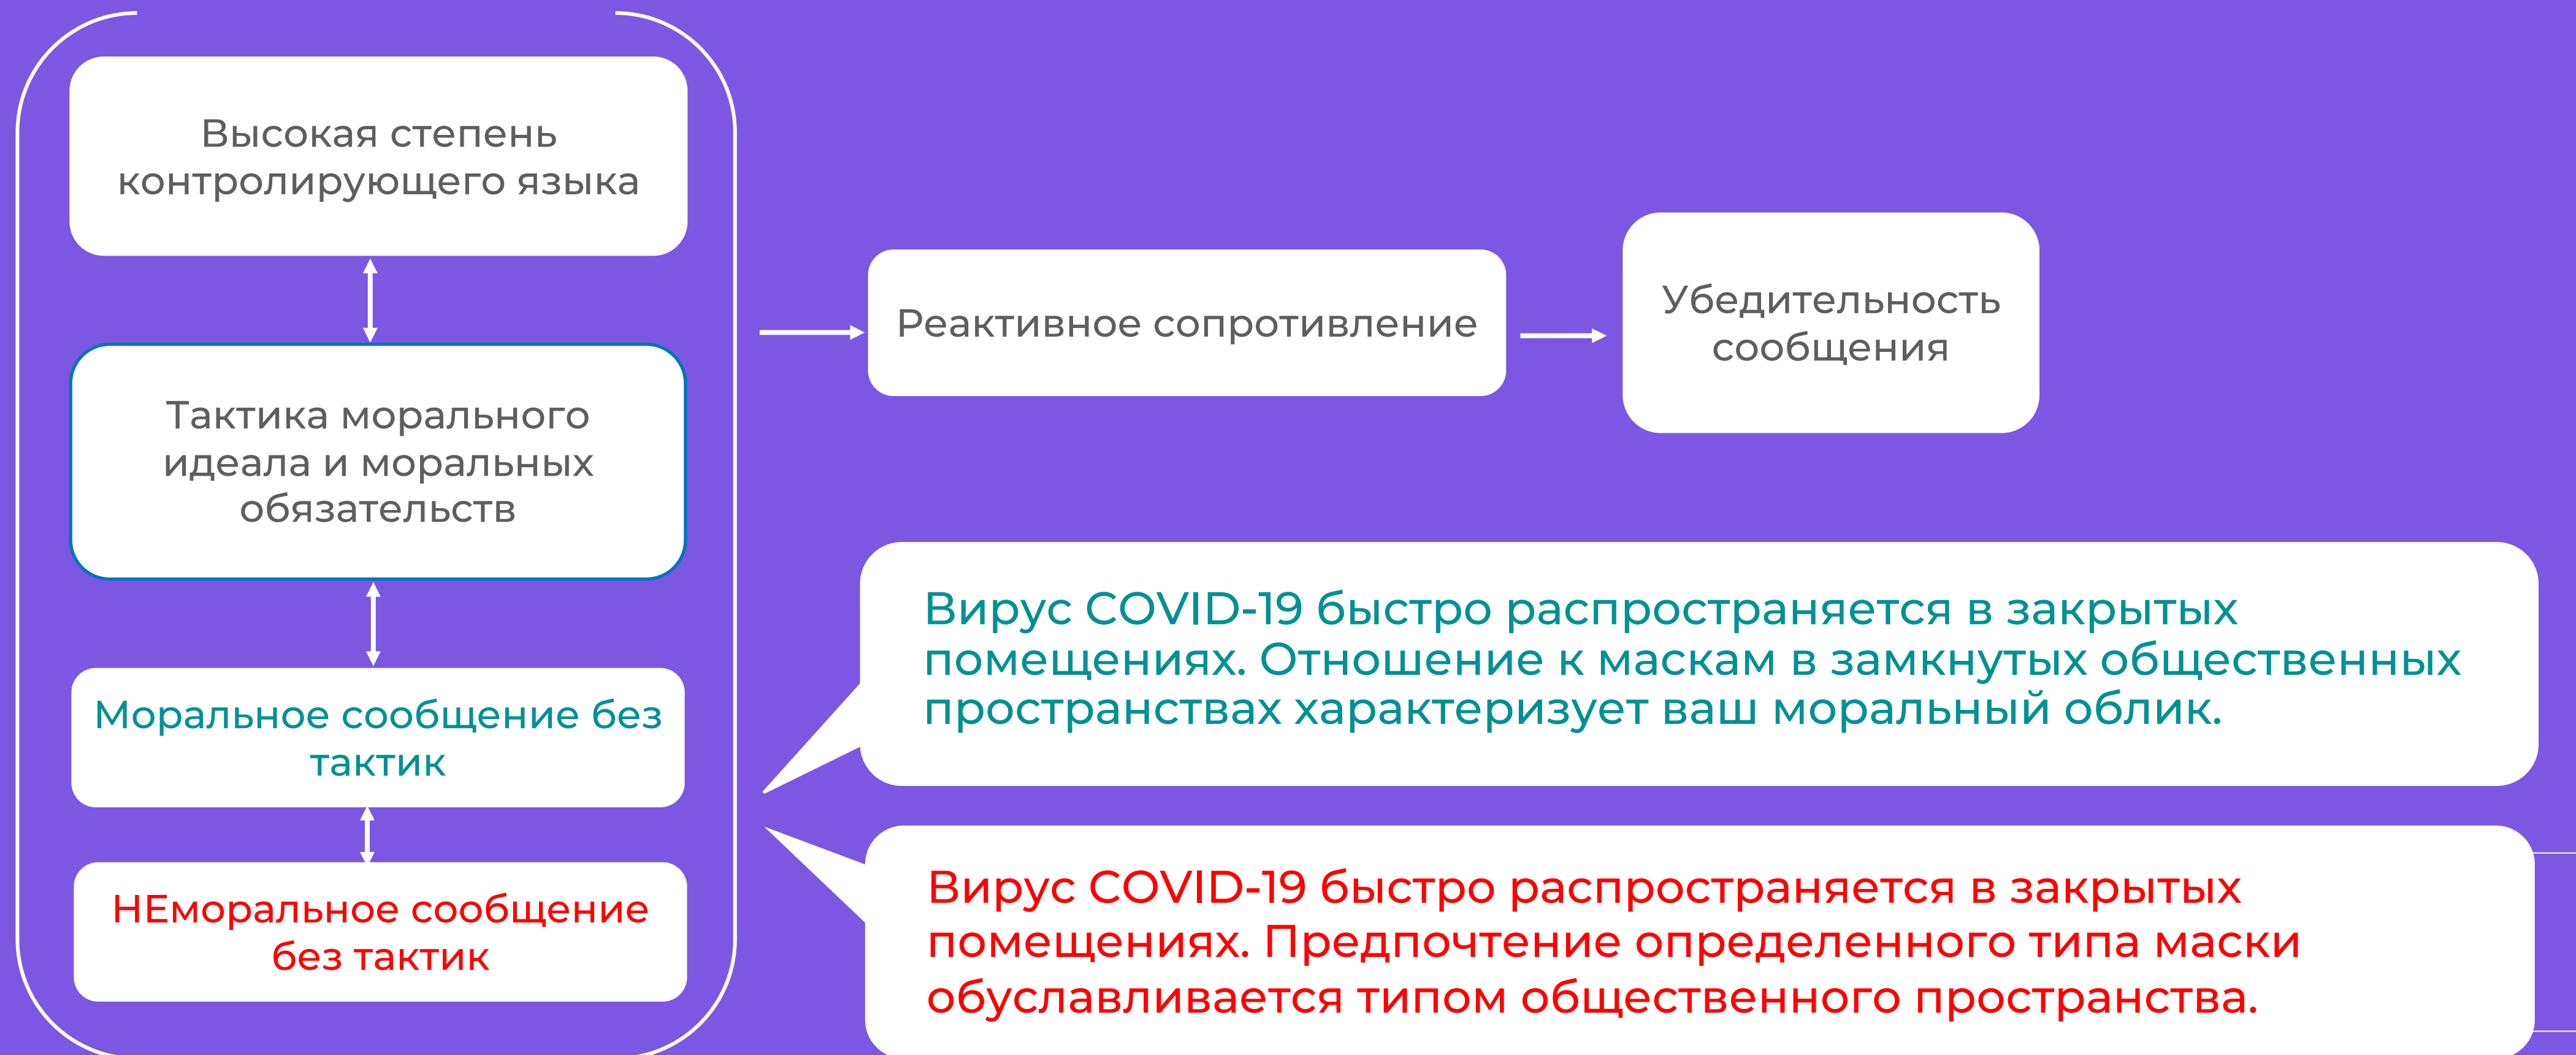 Высокая степень
контролирующего языка
Тактика морального
идеала и моральных
обязательств
Моральное сообщение без
тактик
НЕморальное сообщение
без тактик
Реактивное сопротивление
Убедительность
сообщения
Вирус COVID-19 быстро распространяется в закрытых
помещениях. Отношение к маскам в замкнутых общественных
пространствах характеризует ваш моральный облик.
Вирус COVID-19 быстро распространяется в закрытых
помещениях. Предпочтение определенного типа маски
обуславливается типом общественного пространства.